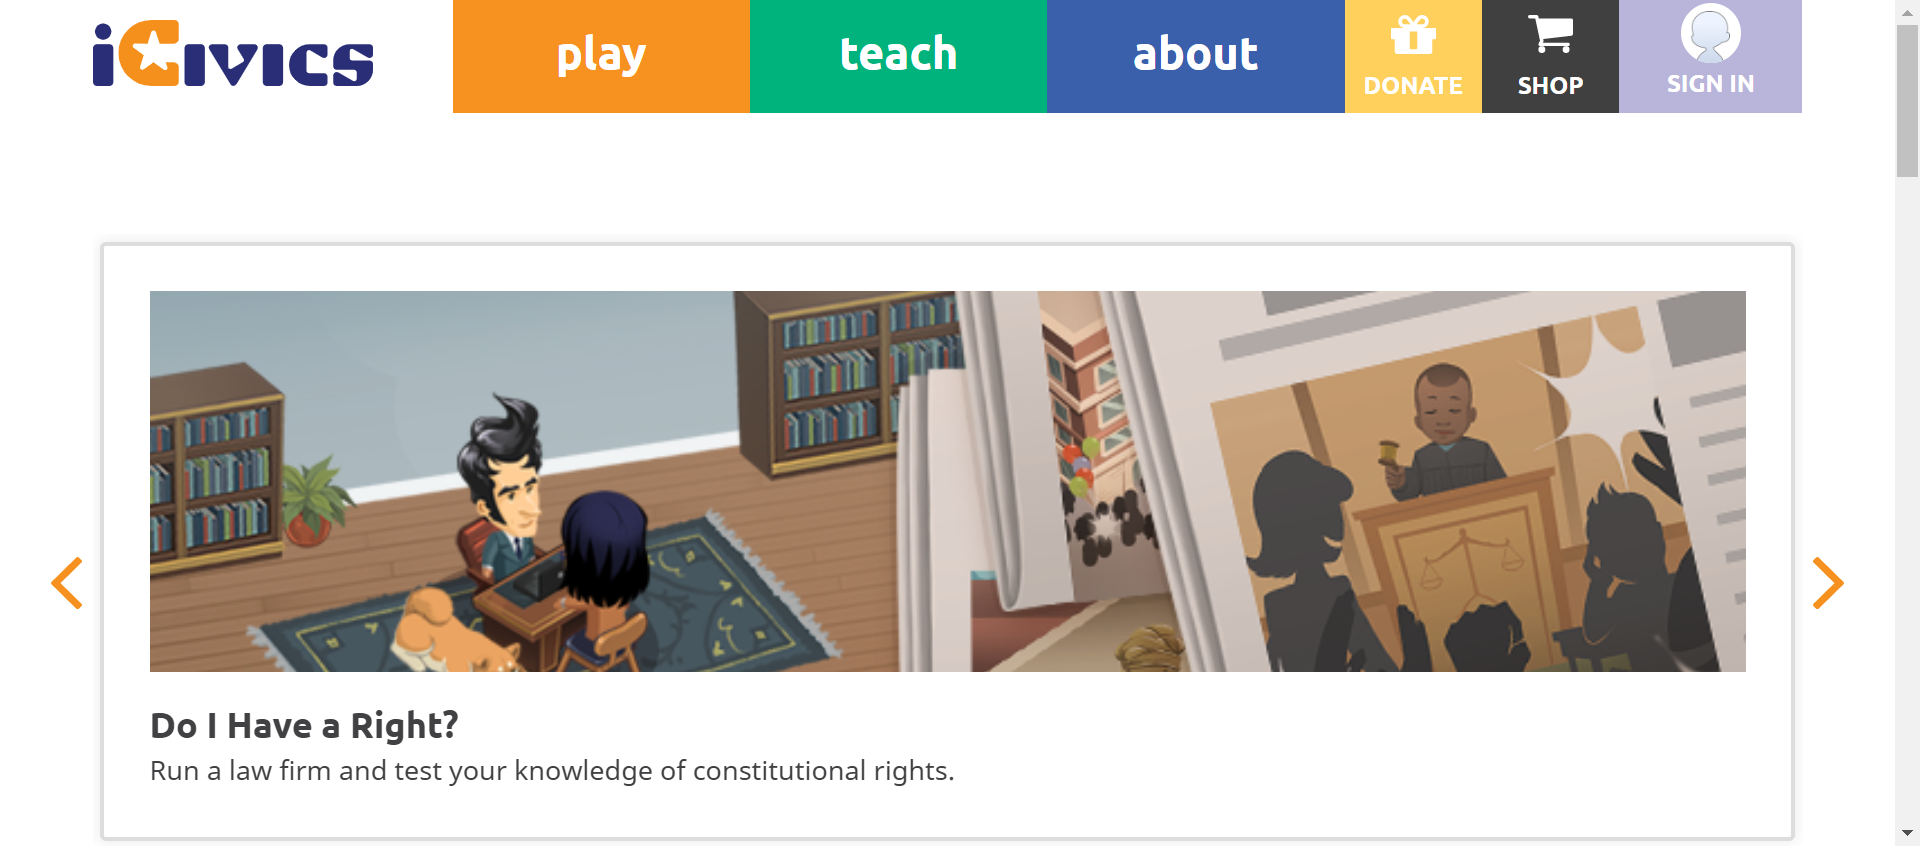 iCivics
play
teach
about
DONATE
SHOP
SIGN IN
Do I Have a Right?
Run a law firm and test your knowledge of constitutional rights.